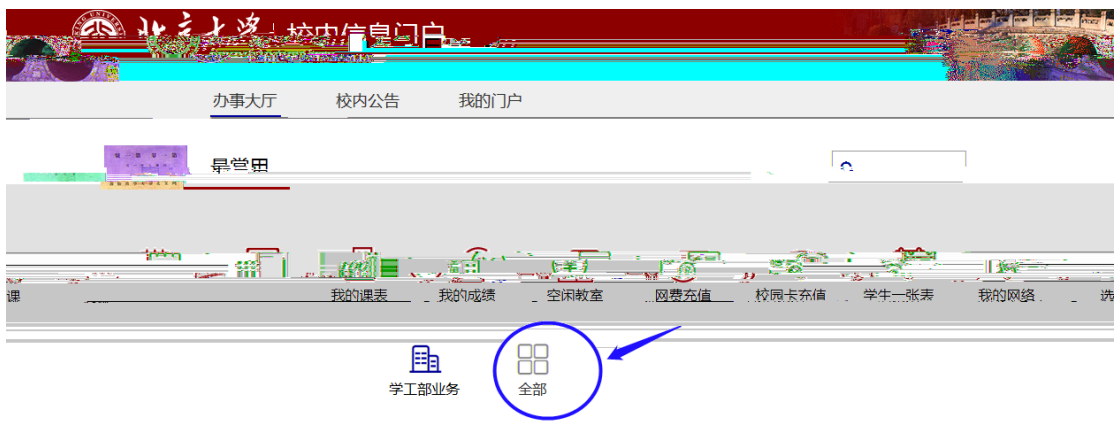 北京大学 校内信息门户
办事大厅 校内公告 我的门户
最常用
课 我的课表 我的成绩 空闲教室 网费充值 校园卡充值 学生一张表 我的网络 选
学工部业务 全部